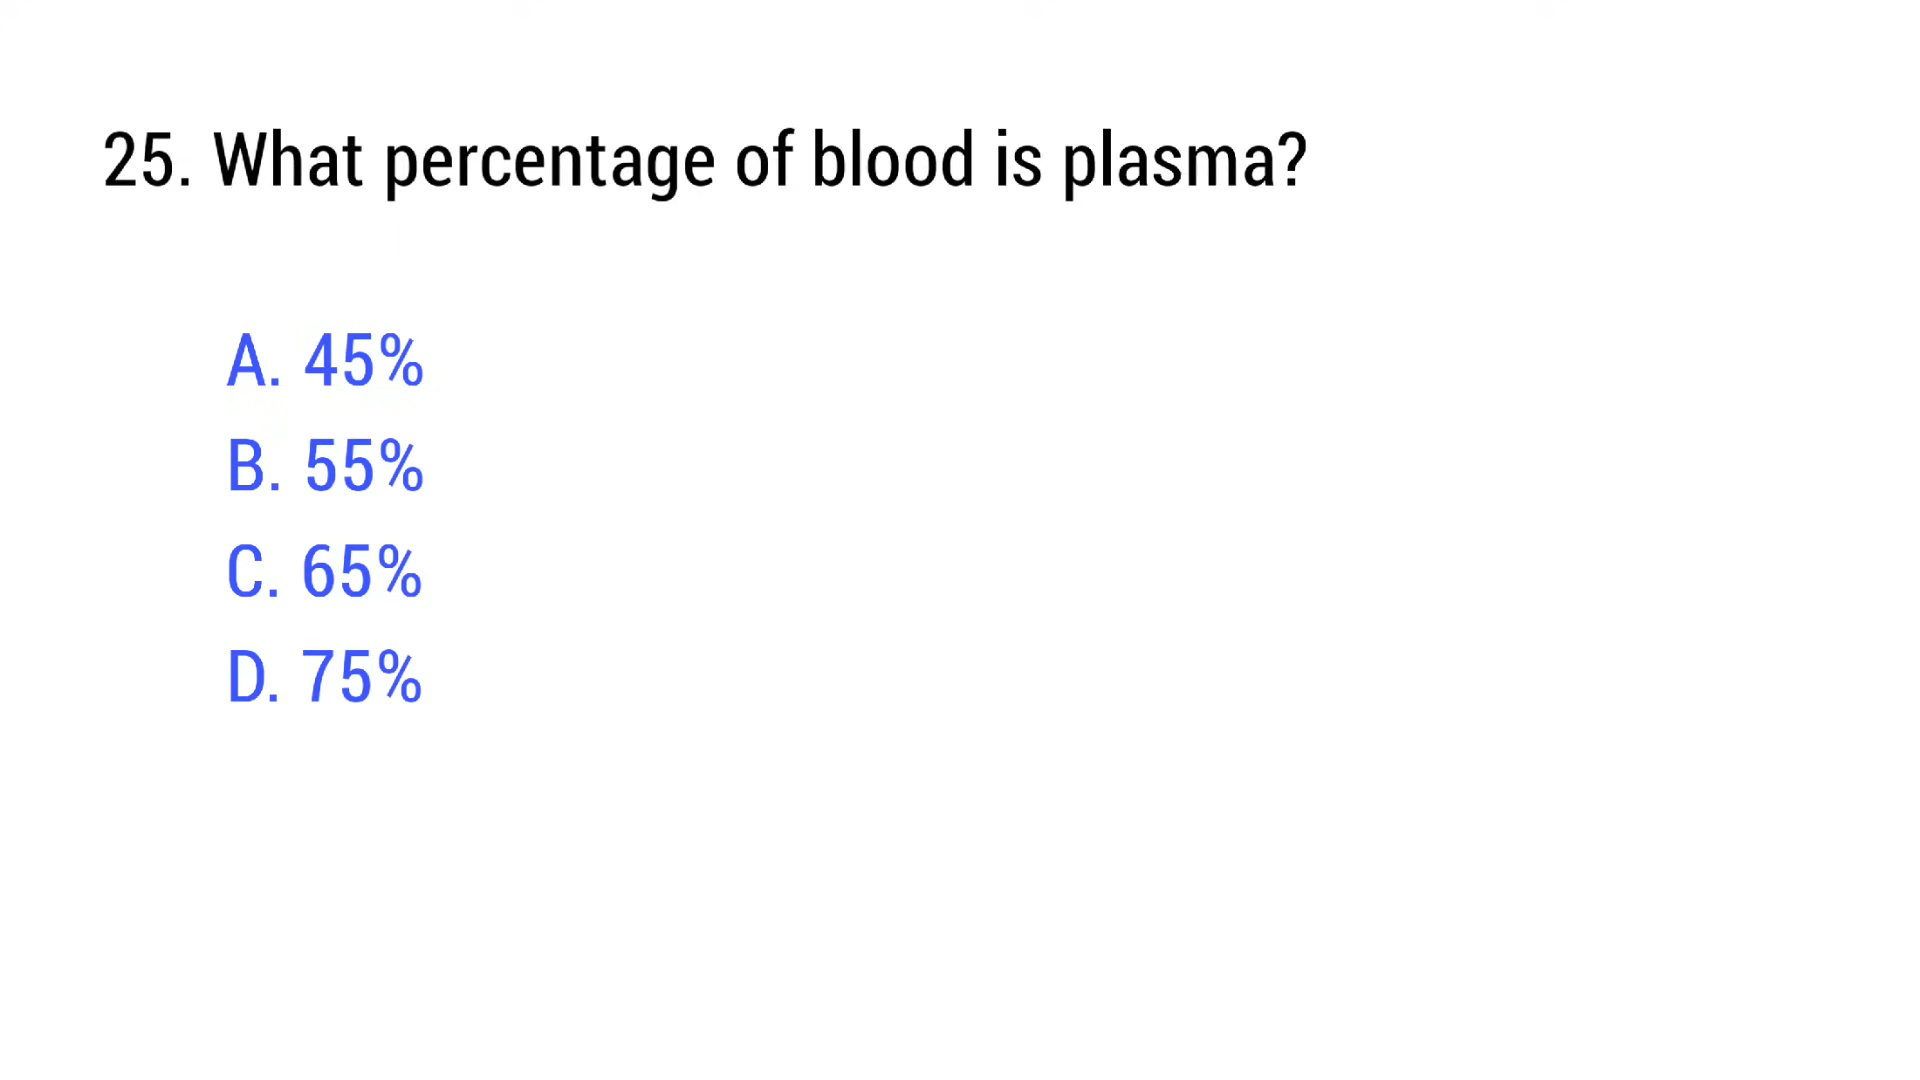 25. What percentage of blood is plasma?
A. 45%
B. 55%
C. 65%
D. 75%